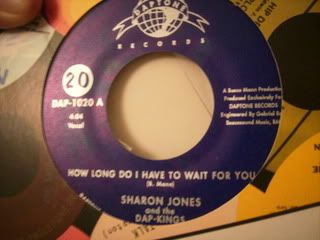 DAPTONE
RECORDS
20
DAP-1020 A
4:04
Vocal
A Bosco Mann Production
Produced Exclusively For
DAPTONE RECORDS
Engineered by Gabriel
HOW LONG DO I HAVE TO WAIT FOR YOU
(B. Mann)
SHARON JONES
and the
DAP-KINGS
HIP